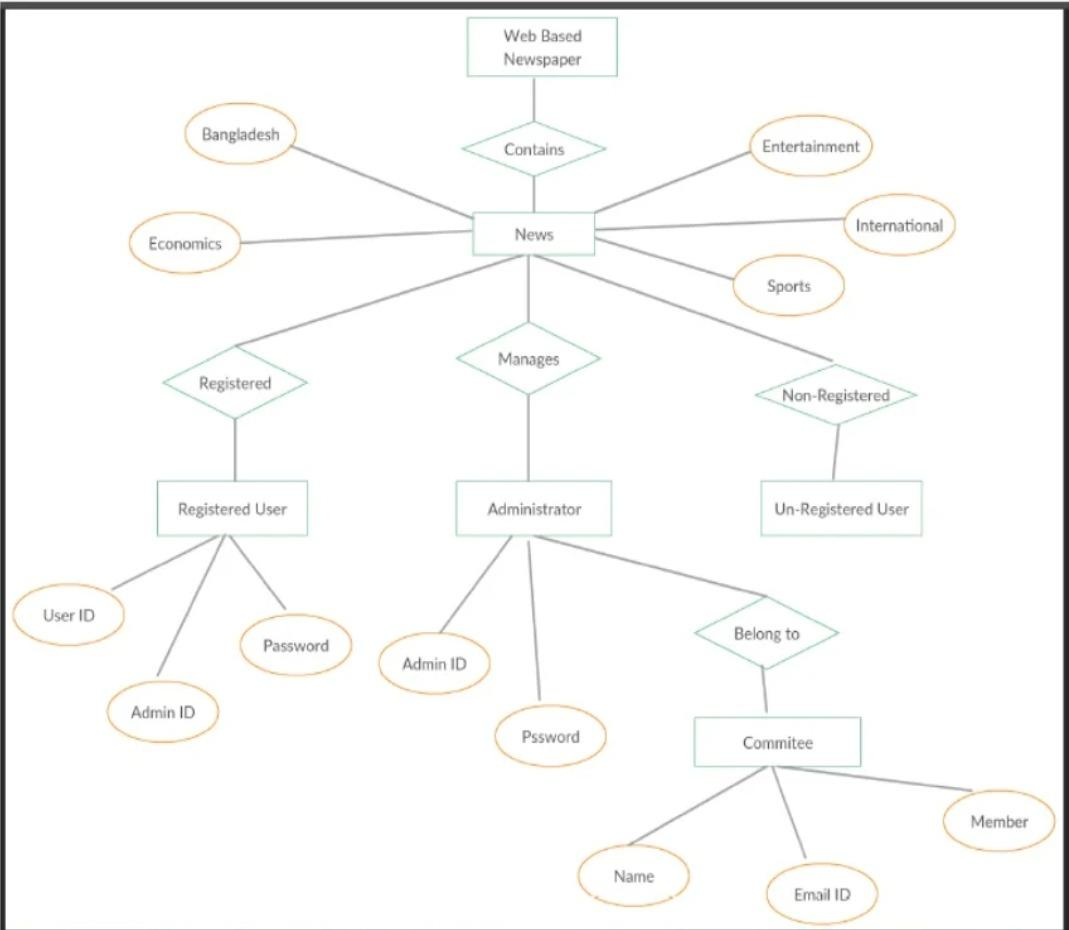 Web Based
Newspaper
Bangladesh
Contains
Entertainment
Economics
News
International
Sports
Registered
Manages
Non-Registered
Registered User
Administrator
Un-Registered User
User ID
Password
Admin ID
Belong to
Admin ID
Pssword
Commitee
Member
Name
Email ID